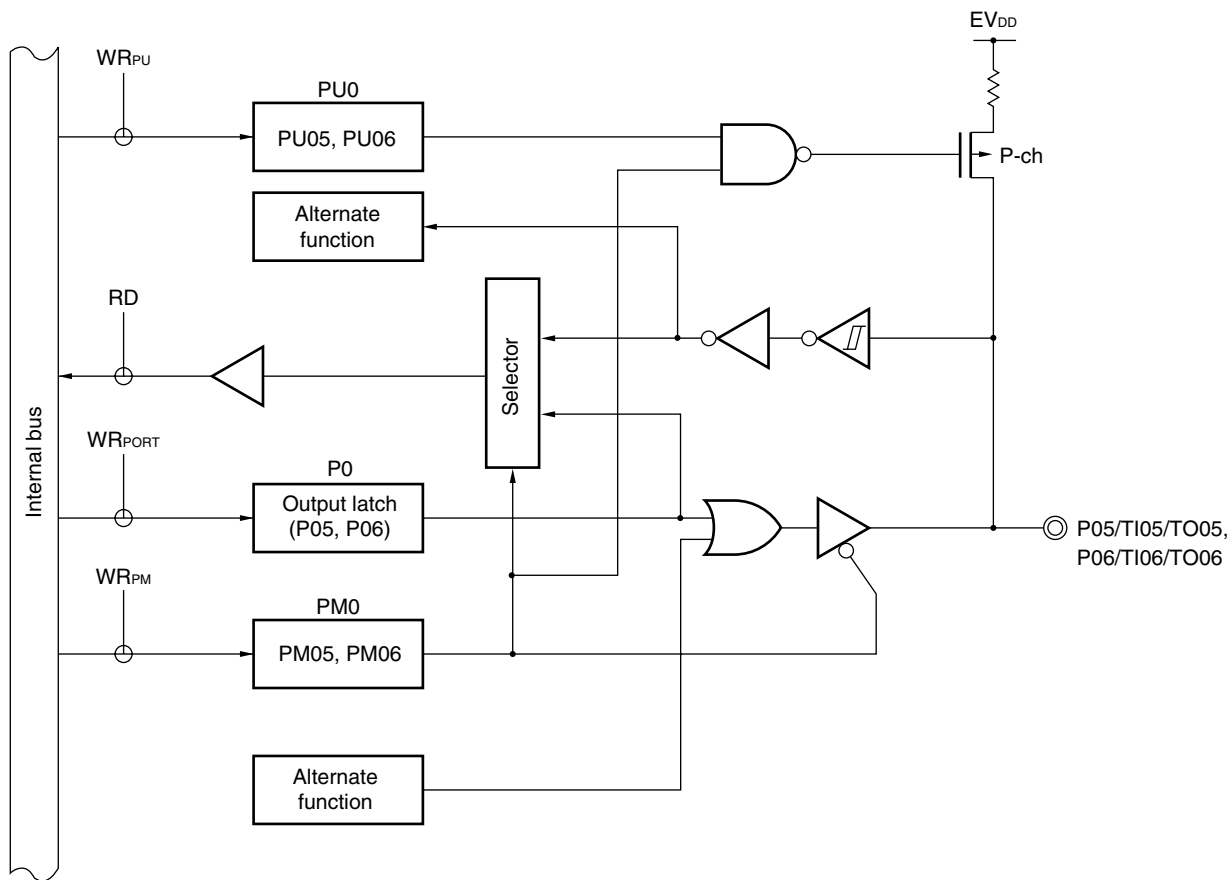 EVDD
WRPU
PU0
PU05, PU06
P-ch
Alternate
function
RD
Selector
Internal bus
WRPORT
P0
Output latch
(P05, P06)
P05/TI05/TO05,
P06/TI06/TO06
WRPM
PM0
PM05, PM06
Alternate
function